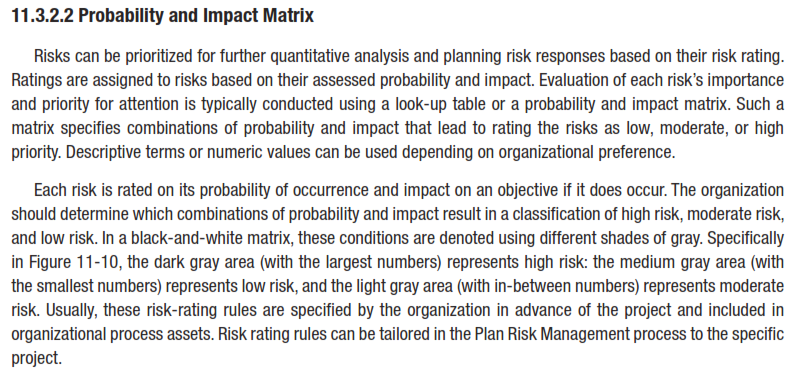 11.3.2.2 Probability and Impact Matrix
Risks can be prioritized for further quantitative analysis and planning risk responses based on their risk rating.
Ratings are assigned to risks based on their assessed probability and impact. Evaluation of each risk's importance
and priority for attention is typically conducted using a look-up table or a probability and impact matrix. Such a
matrix specifies combinations of probability and impact that lead to rating the risks as low, moderate, or high
priority. Descriptive terms or numeric values can be used depending on organizational preference.
Each risk is rated on its probability of occurrence and impact on an objective if it does occur. The organization
should determine which combinations of probability and impact result in a classification of high risk, moderate risk,
and low risk. In a black-and-white matrix, these conditions are denoted using different shades of gray. Specifically
in Figure 11-10, the dark gray area (with the largest numbers) represents high risk: the medium gray area (with
the smallest numbers) represents low risk, and the light gray area (with in-between numbers) represents moderate
risk. Usually, these risk-rating rules are specified by the organization in advance of the project and included in
organizational process assets. Risk rating rules can be tailored in the Plan Risk Management process to the specific
project.